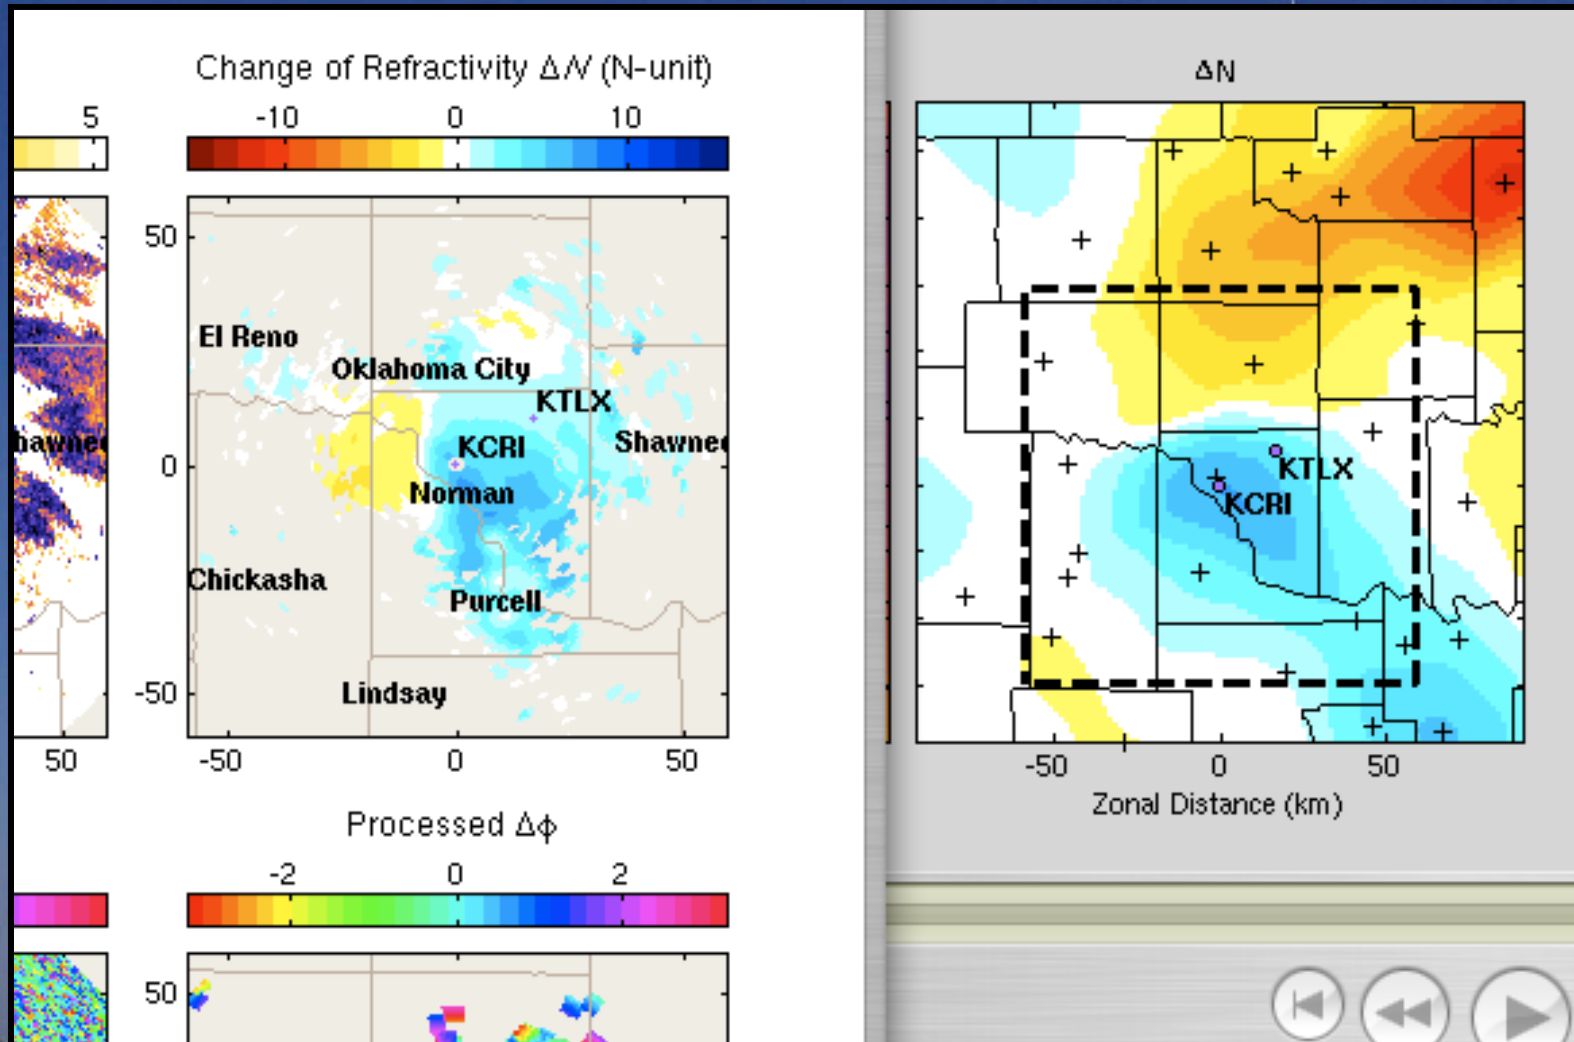 Change of Refractivity ΔN (N-unit)
5
-10 0 10
50
0
-50
El Reno
Oklahoma City
KTLX
KCRI
Shawnee
Norman
Chickasha
Purcell
Lindsay
hawnee
50
-50 0 50
Processed Δϕ
-2 0 2
50
ΔN
KTLX
KCRI
-50 0 50
Zonal Distance (km)